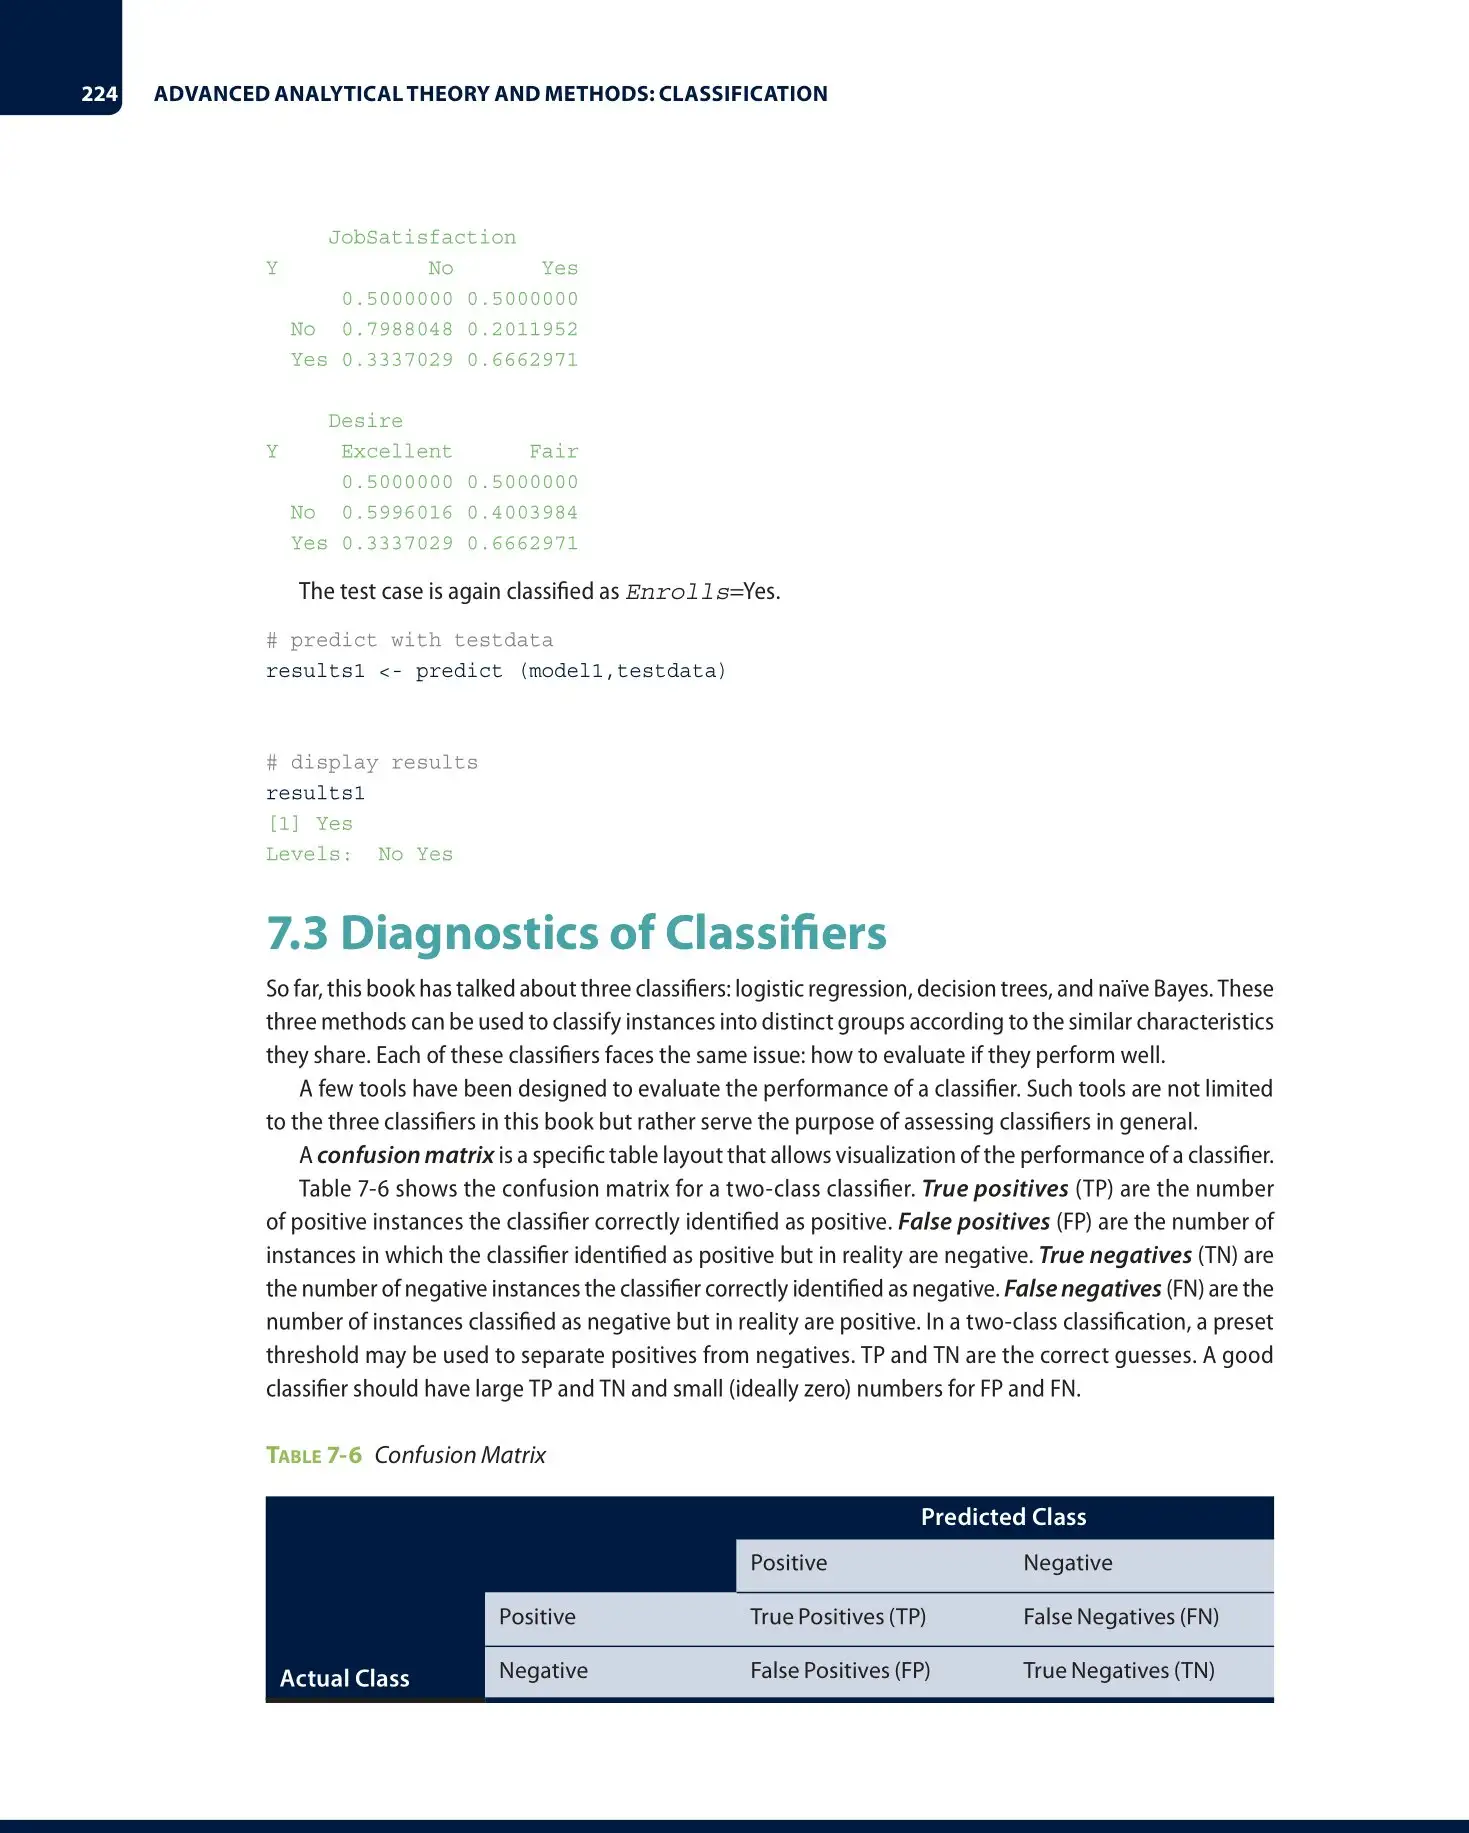 224 ADVANCED ANALYTICAL THEORY AND METHODS: CLASSIFICATION
JobSatisfaction
Y No Yes
0.5000000 0.5000000
No 0.7988048 0.2011952
Yes 0.3337029 0.6662971
Desire
Y Excellent Fair
0.5000000 0.5000000
No 0.5996016 0.4003984
Yes 0.3337029 0.6662971
The test case is again classified as Enrolls=Yes.
# predict with testdata
results1 <- predict (model1,testdata)
# display results
results1
[1] Yes
Levels: No Yes
7.3 Diagnostics of Classifiers
So far, this book has talked about three classifiers: logistic regression, decision trees, and naïve Bayes. These
three methods can be used to classify instances into distinct groups according to the similar characteristics
they share. Each of these classifiers faces the same issue: how to evaluate if they perform well.
A few tools have been designed to evaluate the performance of a classifier. Such tools are not limited
to the three classifiers in this book but rather serve the purpose of assessing classifiers in general.
A confusion matrix is a specific table layout that allows visualization of the performance of a classifier.
Table 7-6 shows the confusion matrix for a two-class classifier. True positives (TP) are the number
of positive instances the classifier correctly identified as positive. False positives (FP) are the number of
instances in which the classifier identified as positive but in reality are negative. True negatives (TN) are
the number of negative instances the classifier correctly identified as negative. False negatives (FN) are the
number of instances classified as negative but in reality are positive. In a two-class classification, a preset
threshold may be used to separate positives from negatives. TP and TN are the correct guesses. A good
classifier should have large TP and TN and small (ideally zero) numbers for FP and FN.
TABLE 7-6 Confusion Matrix
Predicted Class
Positive Negative
Positive True Positives (TP) False Negatives (FN)
Actual Class Negative False Positives (FP) True Negatives (TN)